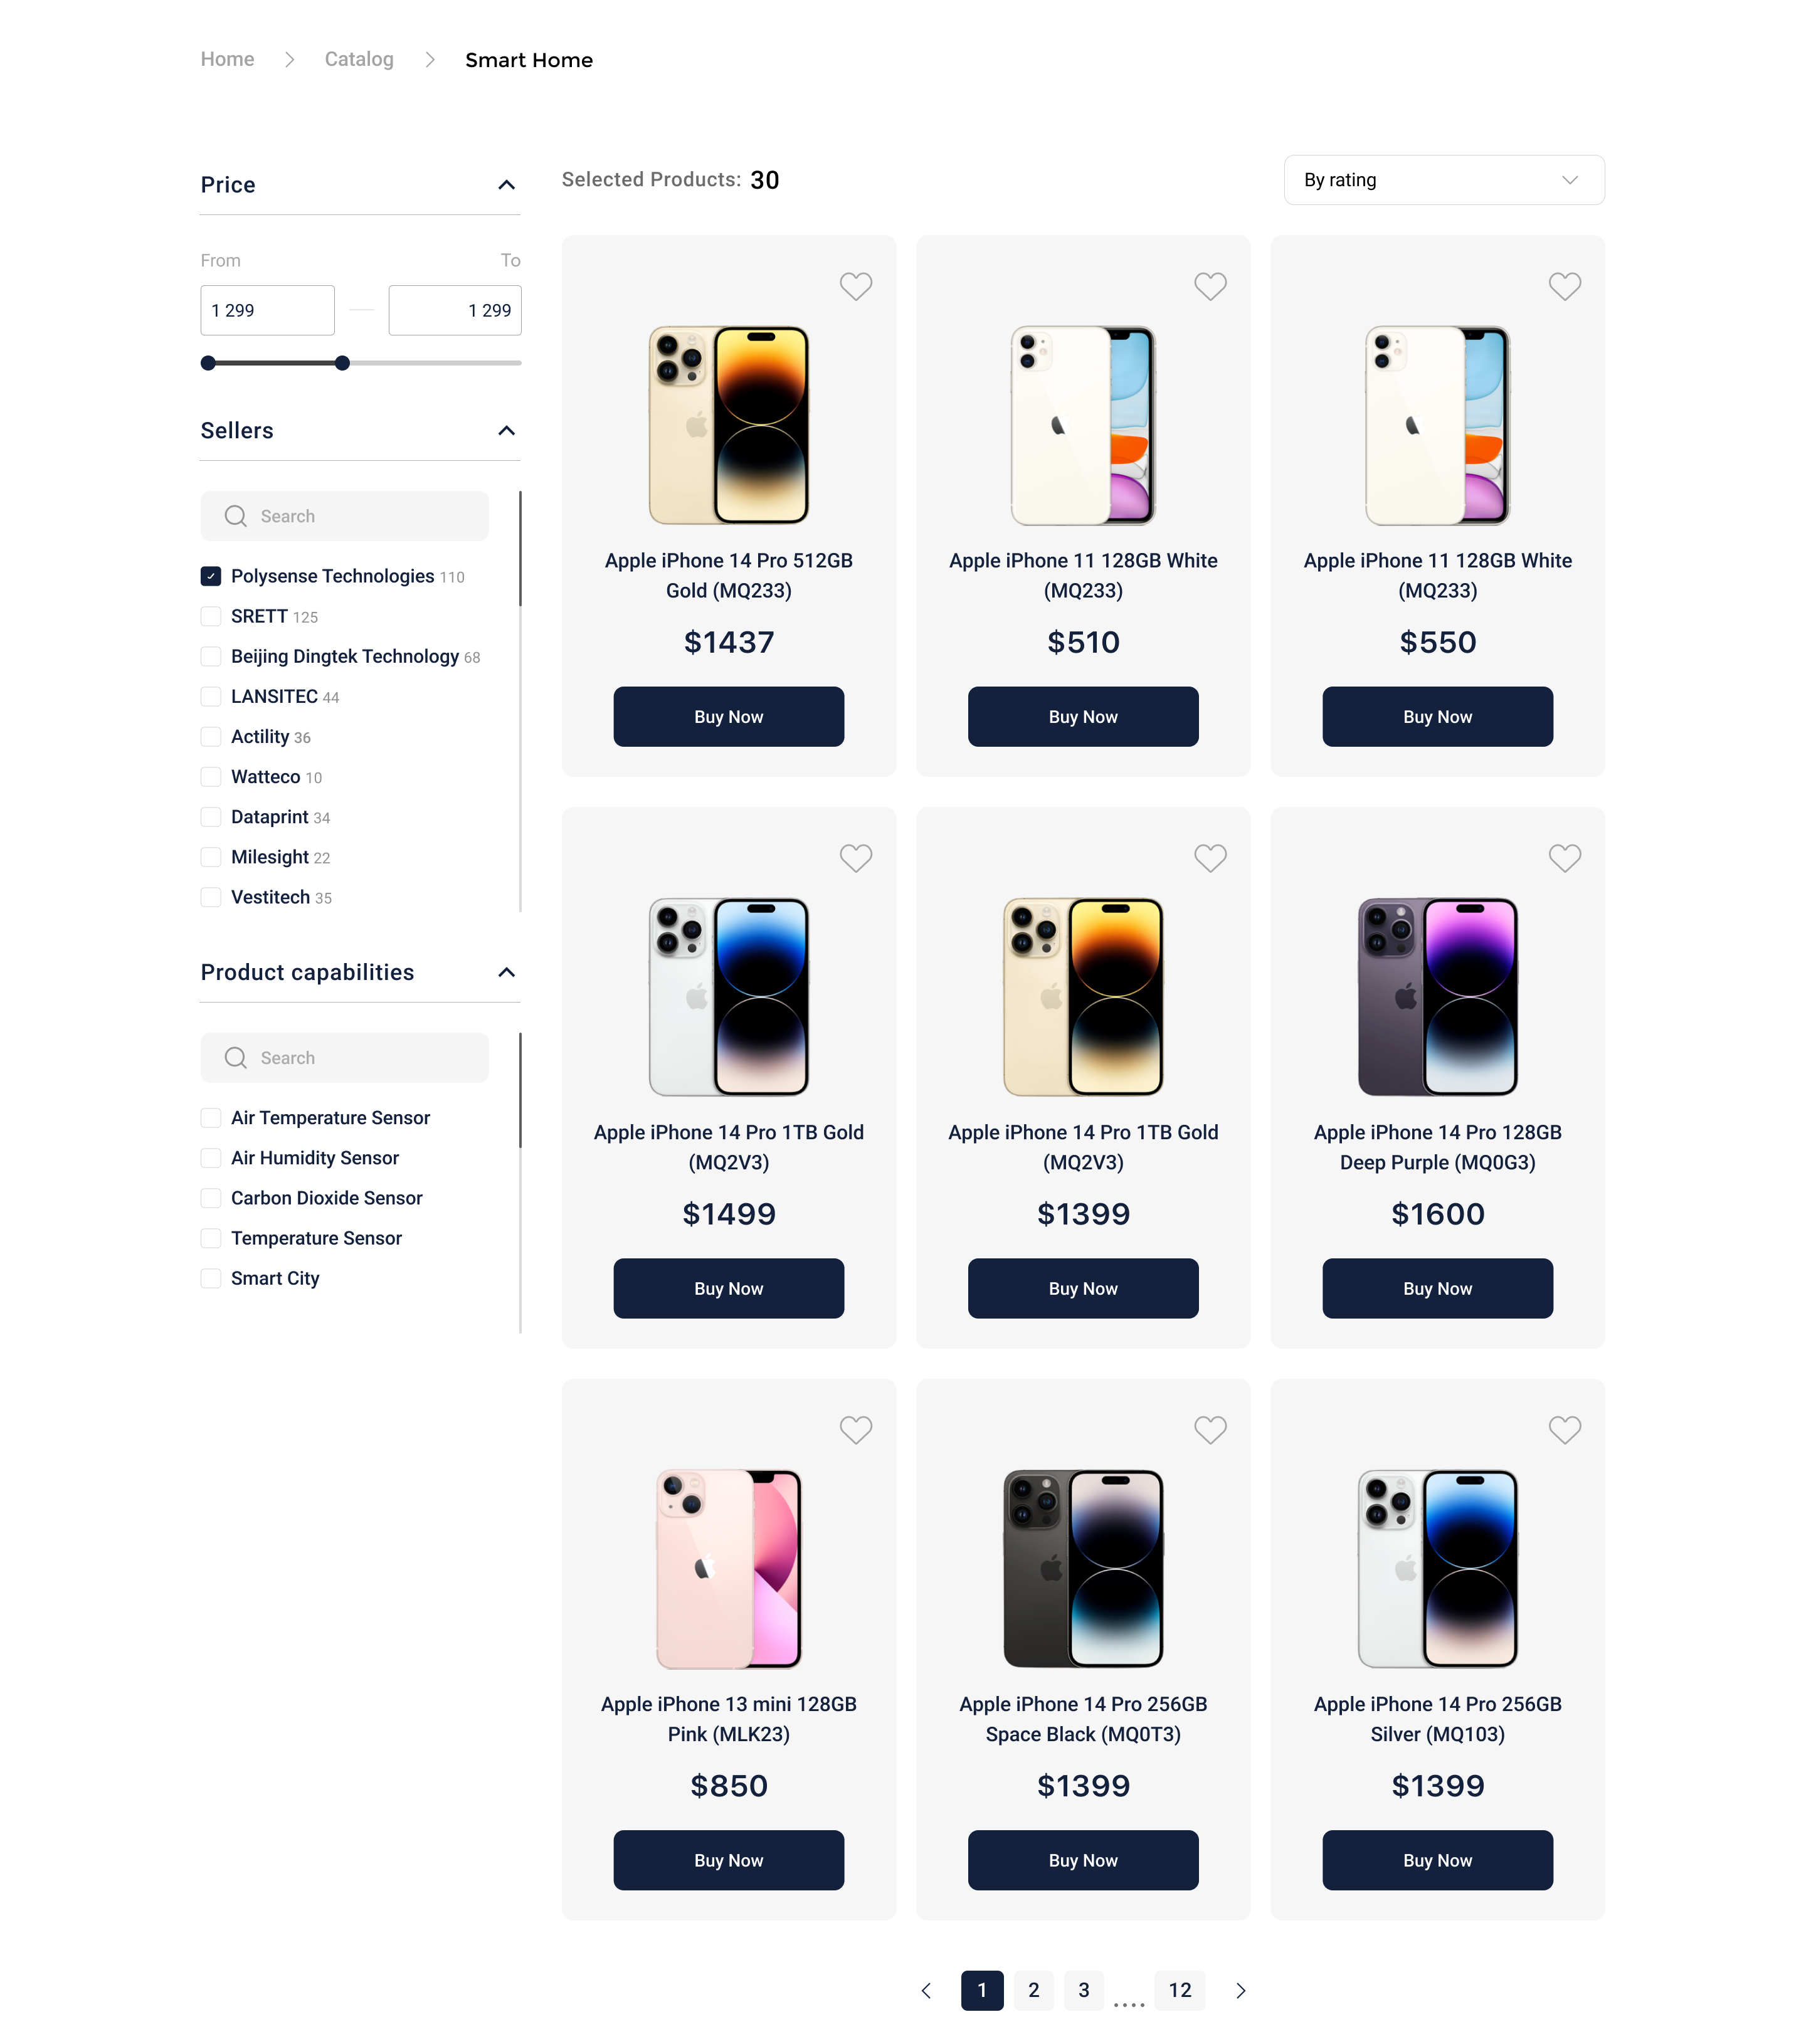 Home
Catalog
Smart Home
Price
From
To
1 299
1 299
Sellers
Search
Polysense Technologies 110
SRETT 125
Beijing Dingtek Technology 68
LANSITEC 44
Actility 36
Watteco 10
Dataprint 34
Milesight 22
Vestitech 35
Product capabilities
Search
Air Temperature Sensor
Air Humidity Sensor
Carbon Dioxide Sensor
Temperature Sensor
Smart City
Selected Products: 30
By rating
Apple iPhone 14 Pro 512GB
Gold (MQ233)
$1437
Buy Now
Apple iPhone 11 128GB White
(MQ233)
$510
Buy Now
Apple iPhone 11 128GB White
(MQ233)
$550
Buy Now
Apple iPhone 14 Pro 1TB Gold
(MQ2V3)
$1499
Buy Now
Apple iPhone 14 Pro 1TB Gold
(MQ2V3)
$1399
Buy Now
Apple iPhone 14 Pro 128GB
Deep Purple (MQ0G3)
$1600
Buy Now
Apple iPhone 13 mini 128GB
Pink (MLK23)
$850
Buy Now
Apple iPhone 14 Pro 256GB
Space Black (MQ0T3)
$1399
Buy Now
Apple iPhone 14 Pro 256GB
Silver (MQ103)
$1399
Buy Now
1 2 3 .... 12